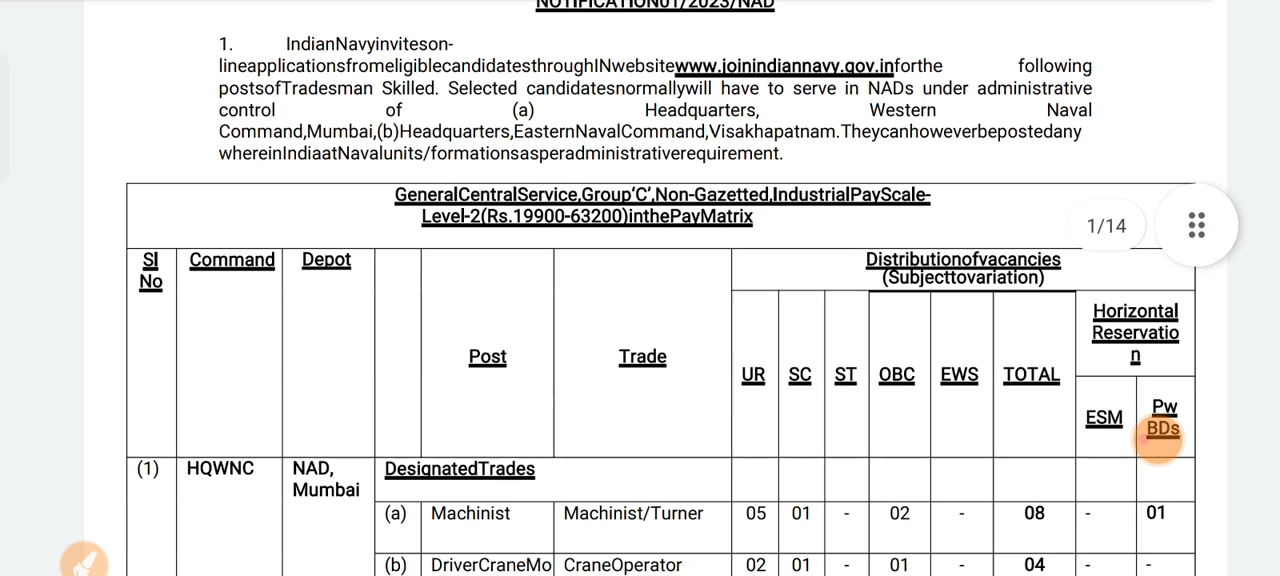 NOTIFICATION01/2023/NAD
1. IndianNavyinviteson-
lineapplicationsfromeligiblecandidatesthroughINwebsitewww.joinindiannavy.gov.inforthe following
postsofTradesman Skilled. Selected candidatesnormallywill have to serve in NADs under administrative
control of (a) Headquarters, Western Naval
Command,Mumbai,(b)Headquarters,EasternNavalCommand,Visakhapatnam.Theycanhoweverbepostedany
whereinIndiaatNavalunits/formationsasperadministrativerequirement.
GeneralCentralService,Group‘C’,Non-Gazetted,IndustrialPayScale-
Level-2(Rs.19900-63200)inthePayMatrix
1/14
Sl No Command Depot Post Trade
Distributionofvacancies
(Subjecttovariation)
UR SC ST OBC EWS TOTAL
Horizontal
Reservatio
n
ESM
Pw
BDs
(1) HQWNC NAD, DesignatedTrades
Mumbai
(a) Machinist Machinist/Turner 05 01 - 02 - 08 - 01
(b) DriverCraneMo CraneOperator 02 01 - 01 - 04 - -